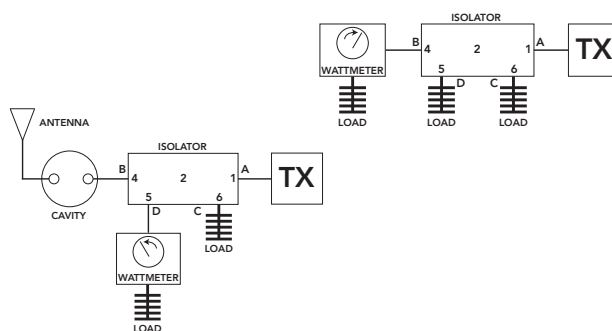 ISOLATOR
B 4 2 1 A
TX
WATTMETER
5 D C 6
LOAD LOAD LOAD
ANTENNA
ISOLATOR
B 4 2 1 A
TX
5 D C 6
CAVITY
LOAD
WATTMETER
LOAD